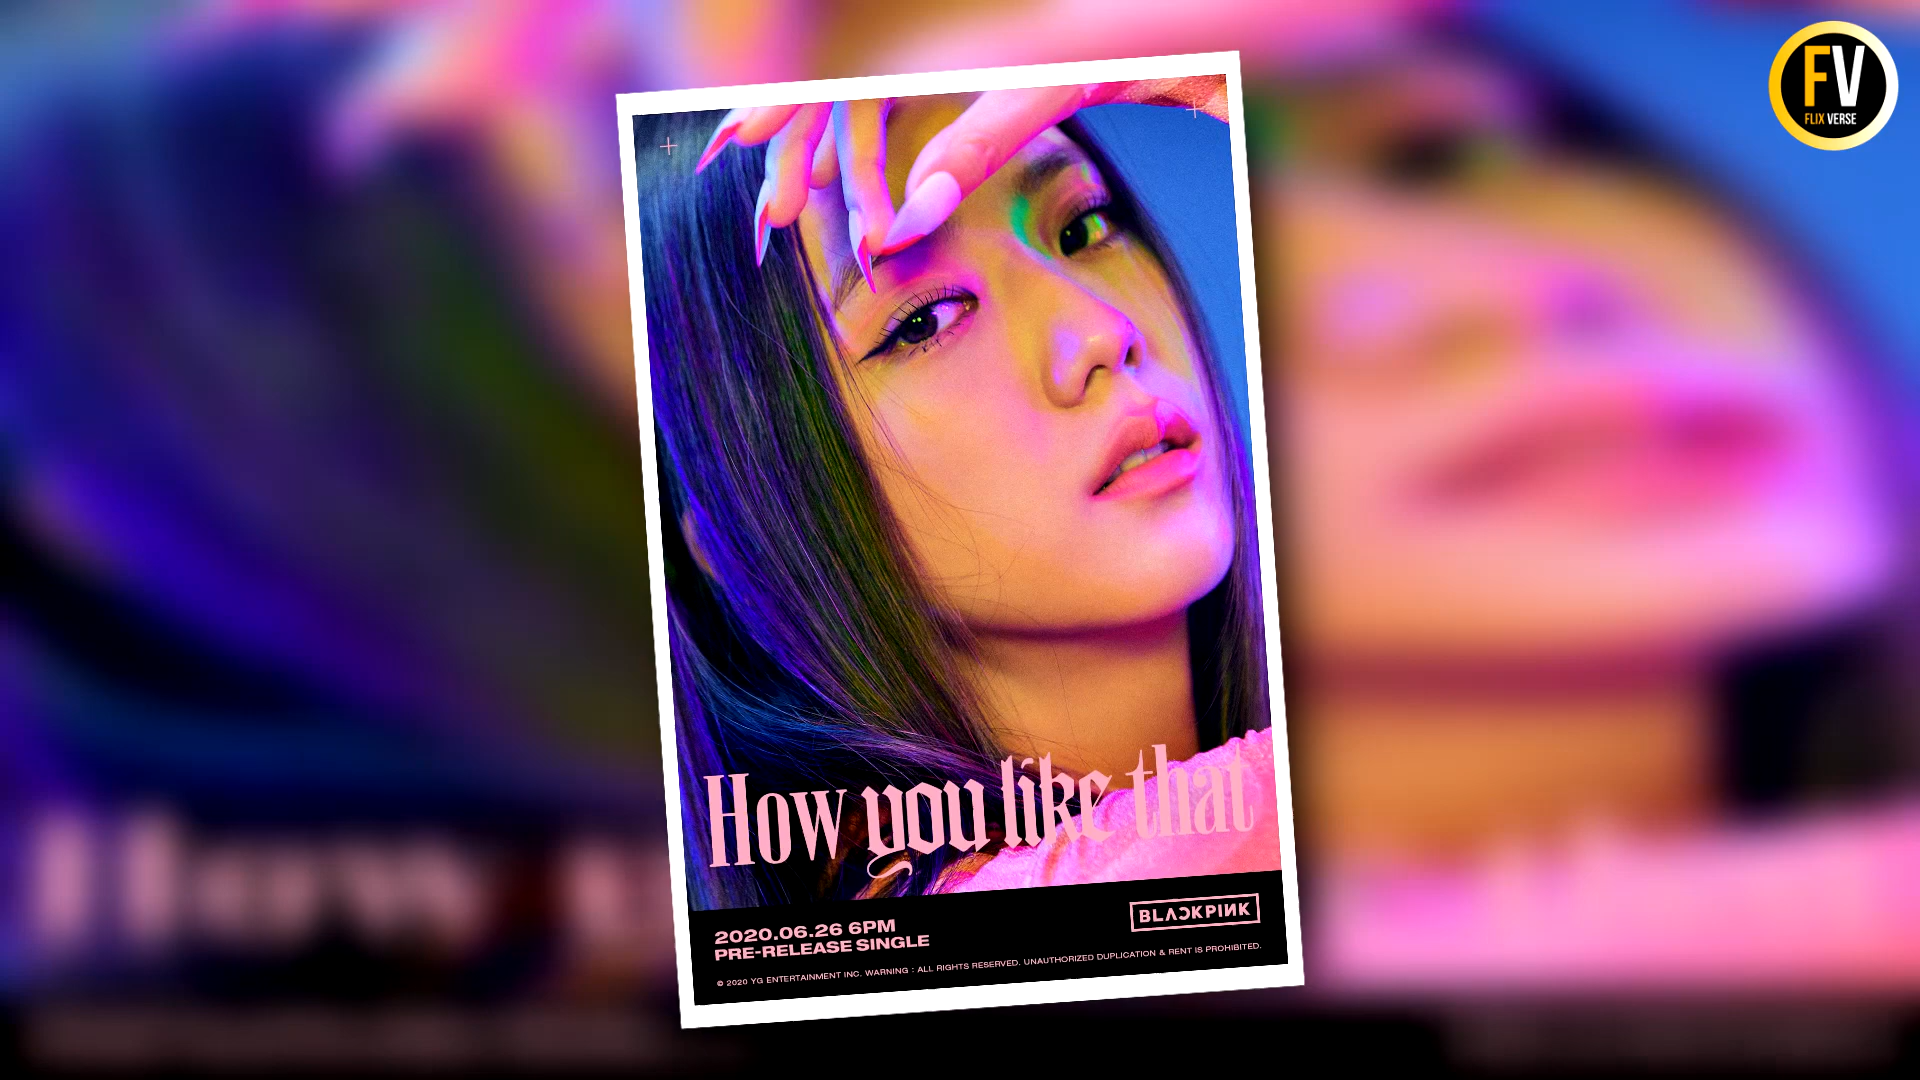 FV
FLIX VERSE
How you like that
2020.06.26 6PM
PRE-RELEASE SINGLE
BLACKPINK
© 2020 YG ENTERTAINMENT INC. WARNING : ALL RIGHTS RESERVED. UNAUTHORIZED DUPLICATION & RENT IS PROHIBITED.